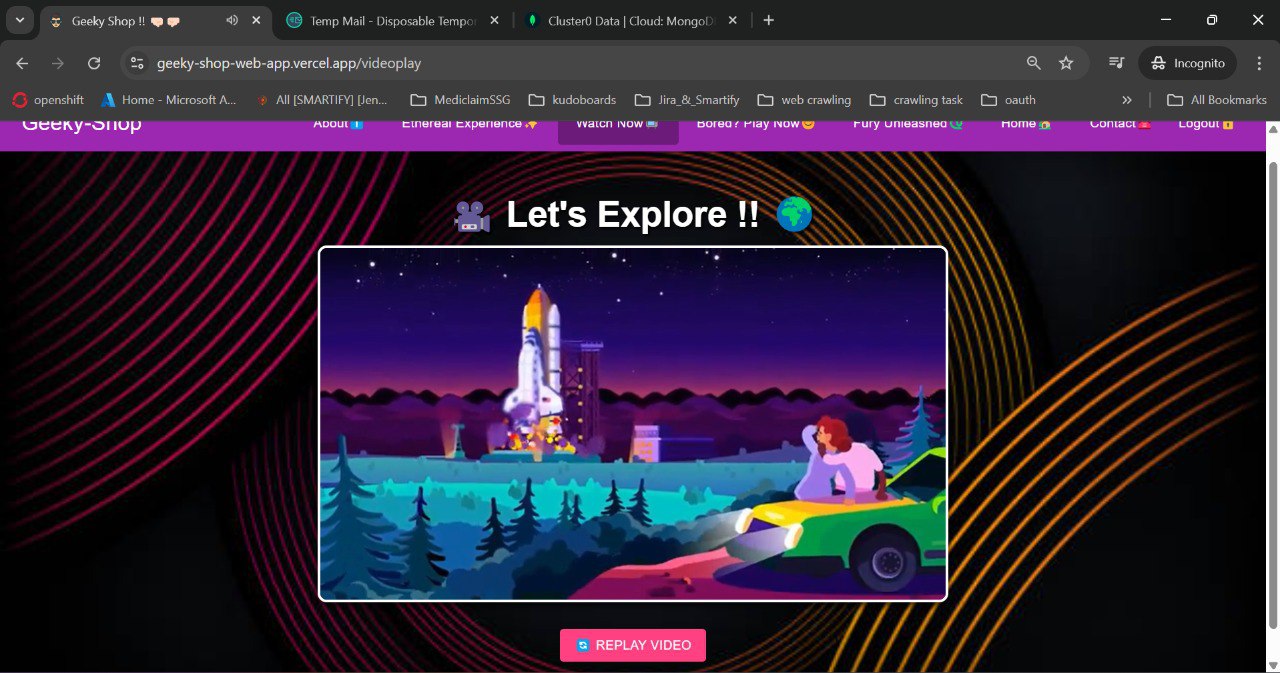 Geeky Shop !! 🤜🏻🤛🏻
Temp Mail - Disposable Tempor
Cluster0 Data | Cloud: MongoD
geeky-shop-web-app.vercel.app/videoplay
Incognito
openshift
Home - Microsoft A...
All [SMARTIFY] [Jen...
MediclaimSSG
kudoboards
Jira_&_Smartify
web crawling
crawling task
oauth
All Bookmarks
Geeky-Shop
About
Ethereal Experience✨
Watch Now
Bored? Play Now
Fury Unleashed
Home
Contact
Logout
🎥 Let's Explore !! 🌍
🔄 REPLAY VIDEO